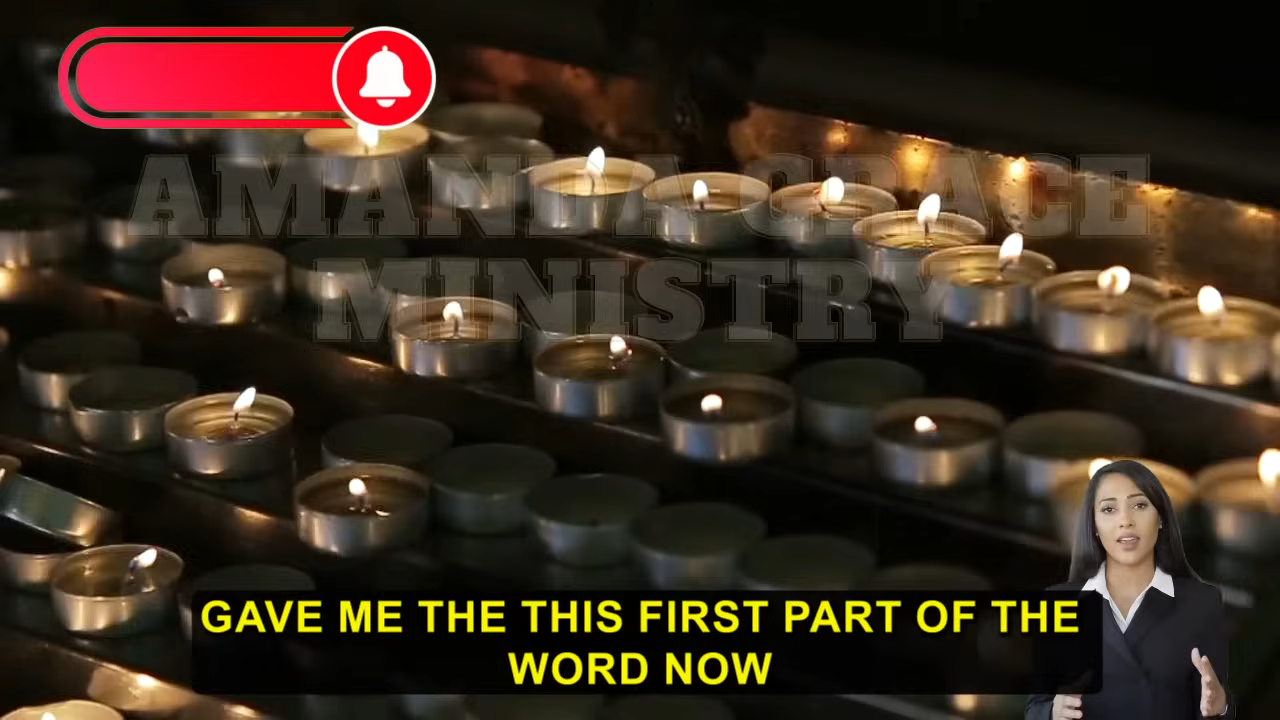 AMANDA GRACE
MINISTRY
GAVE ME THE THIS FIRST PART OF THE
WORD NOW